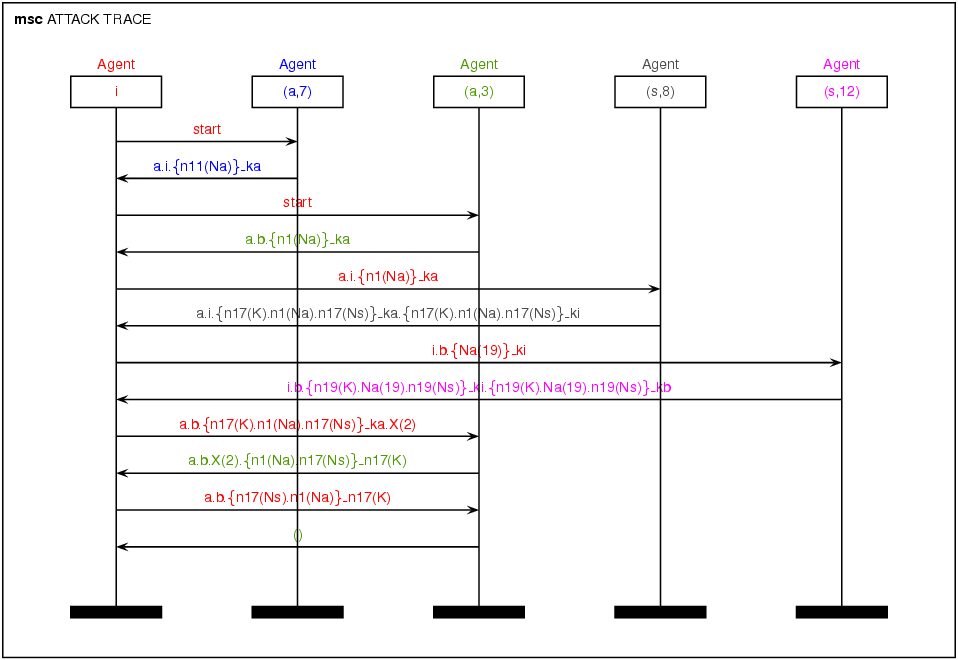 msc ATTACK TRACE
Agent Agent Agent Agent Agent
i (a,7) (a,3) (s,8) (s,12)
start
a.i.{n11(Na)}_ka
start
a.b.{n1(Na)}_ka
a.i.{n1(Na)}_ka
a.i.{n17(K).n1(Na).n17(Ns)}_ka.{n17(K).n1(Na).n17(Ns)}_ki
i.b.{Na(19)}_ki
i.b.{n19(K).Na(19).n19(Ns)}_ki.{n19(K).Na(19).n19(Ns)}_kb
a.b.{n17(K).n1(Na).n17(Ns)}_ka.X(2)
a.b.X(2).{n1(Na).n17(Ns)}_n17(K)
a.b.{n17(Ns).n1(Na)}_n17(K)
()